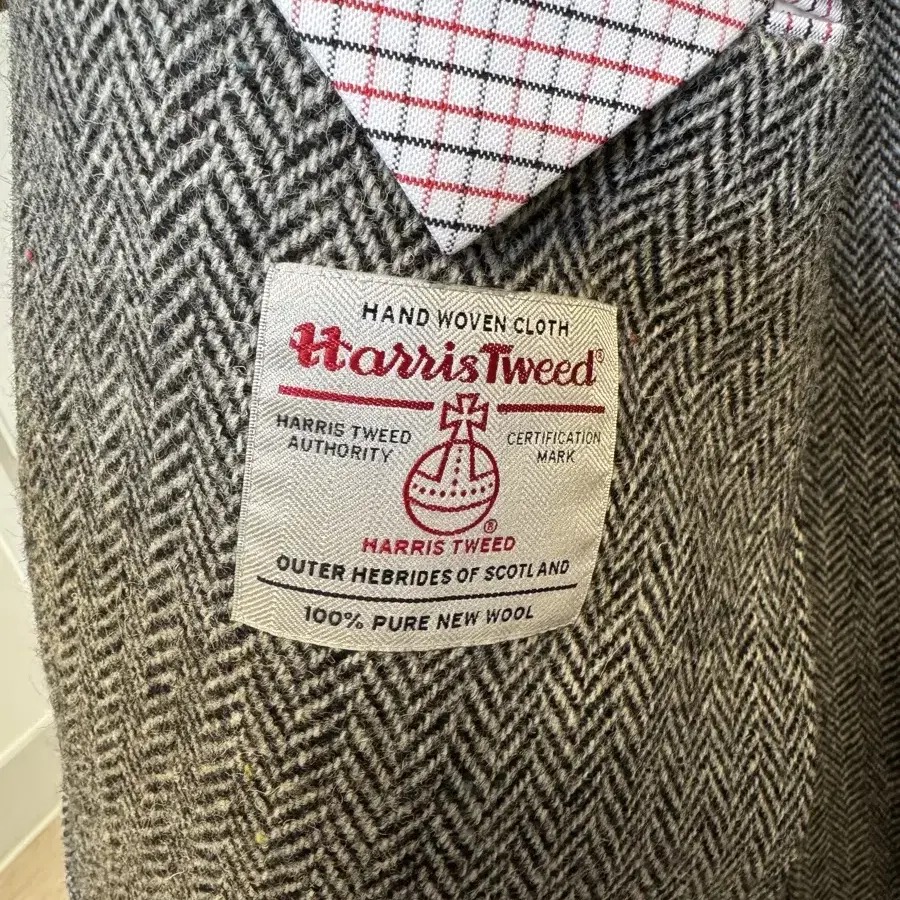 HAND WOVEN CLOTH
Harris Tweed®
HARRIS TWEED
AUTHORITY
CERTIFICATION
MARK
®
HARRIS TWEED
OUTER HEBRIDES OF SCOTLAND
100% PURE NEW WOOL